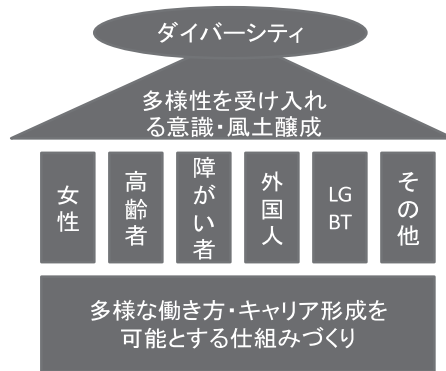 ダイバーシティ
多様性を受け入れ
る意識・風土醸成
女性
高齢者
障がい者
外国人
LG
BT
その他
多様な働き方・キャリア形成を
可能とする仕組みづくり